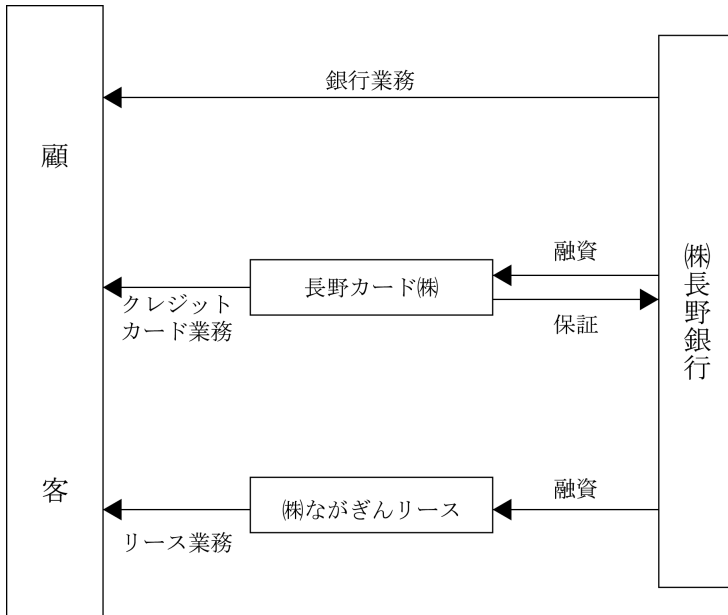 銀行業務
顧客
融資
長野カード㈱
クレジット
カード業務
保証
㈱長野銀行
融資
㈱ながぎんリース
リース業務